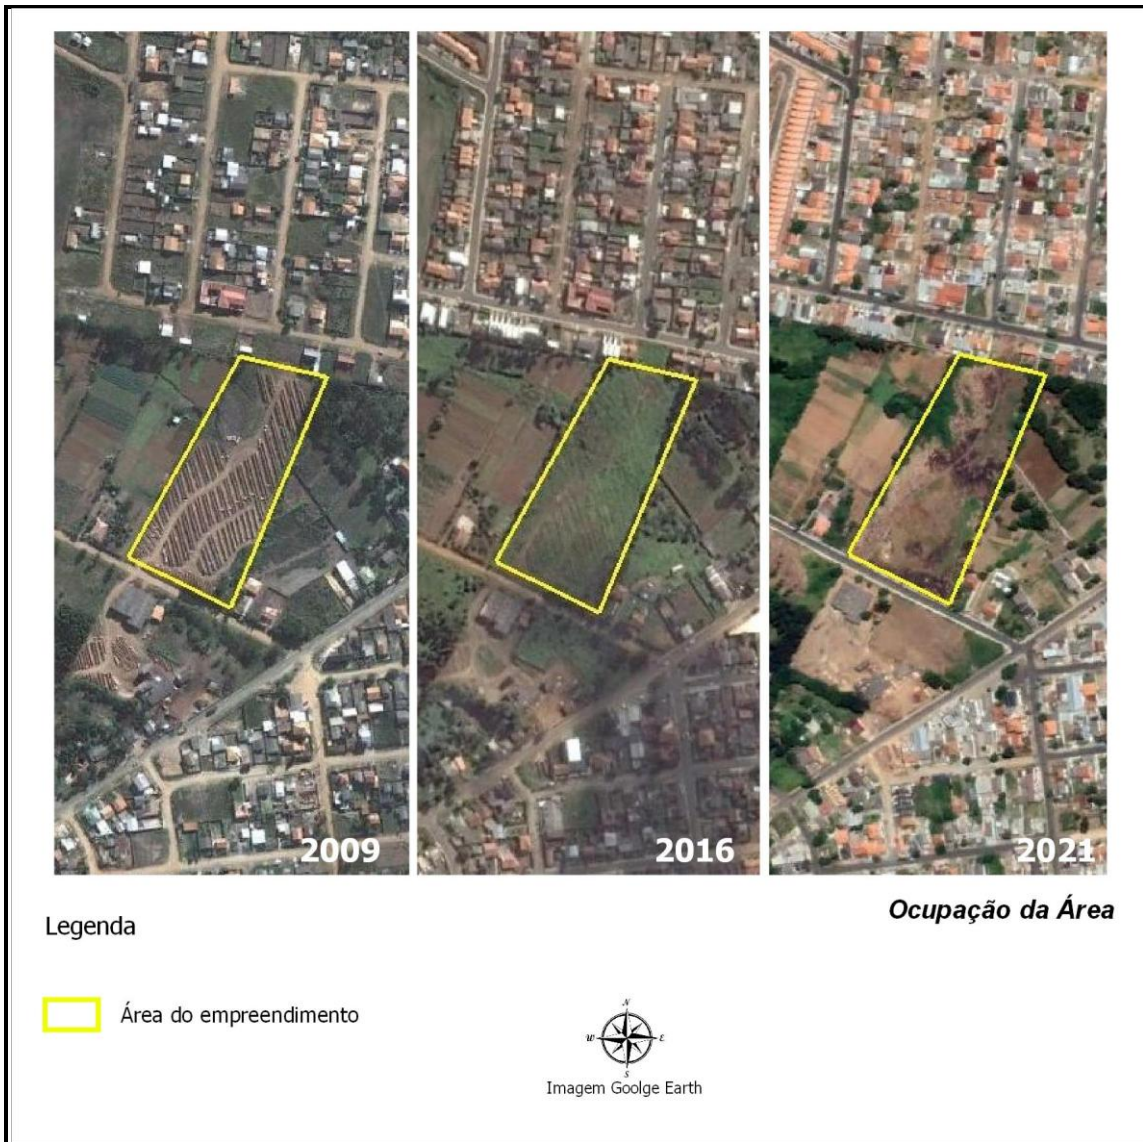 2009
2016
2021
Ocupação da Área
Legenda
Área do empreendimento
N
W
E
S
Imagem Goolge Earth